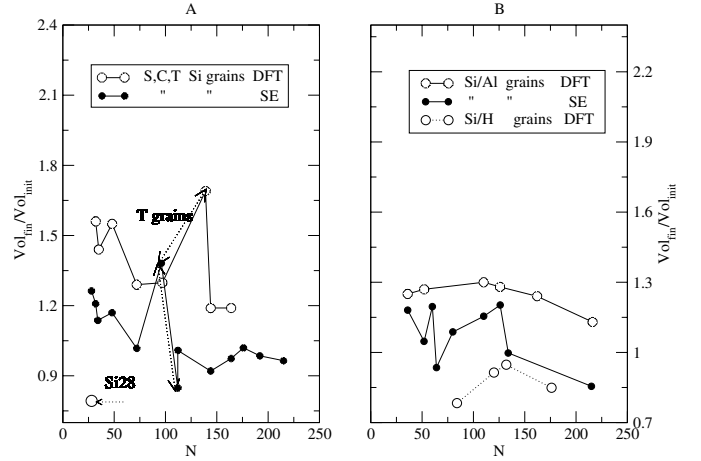 A
B
2.4
2.1
1.8
1.5
1.2
0.9
Vol_fin/Vol_init
S,C,T Si grains DFT
" " SE
T grains
Si28
0 50 100 150 200 250
N
Si/Al grains DFT
" " SE
Si/H grains DFT
2.2
1.9
1.6
1.3
1
0.7
Vol_fin/Vol_init
0 50 100 150 200 250
N